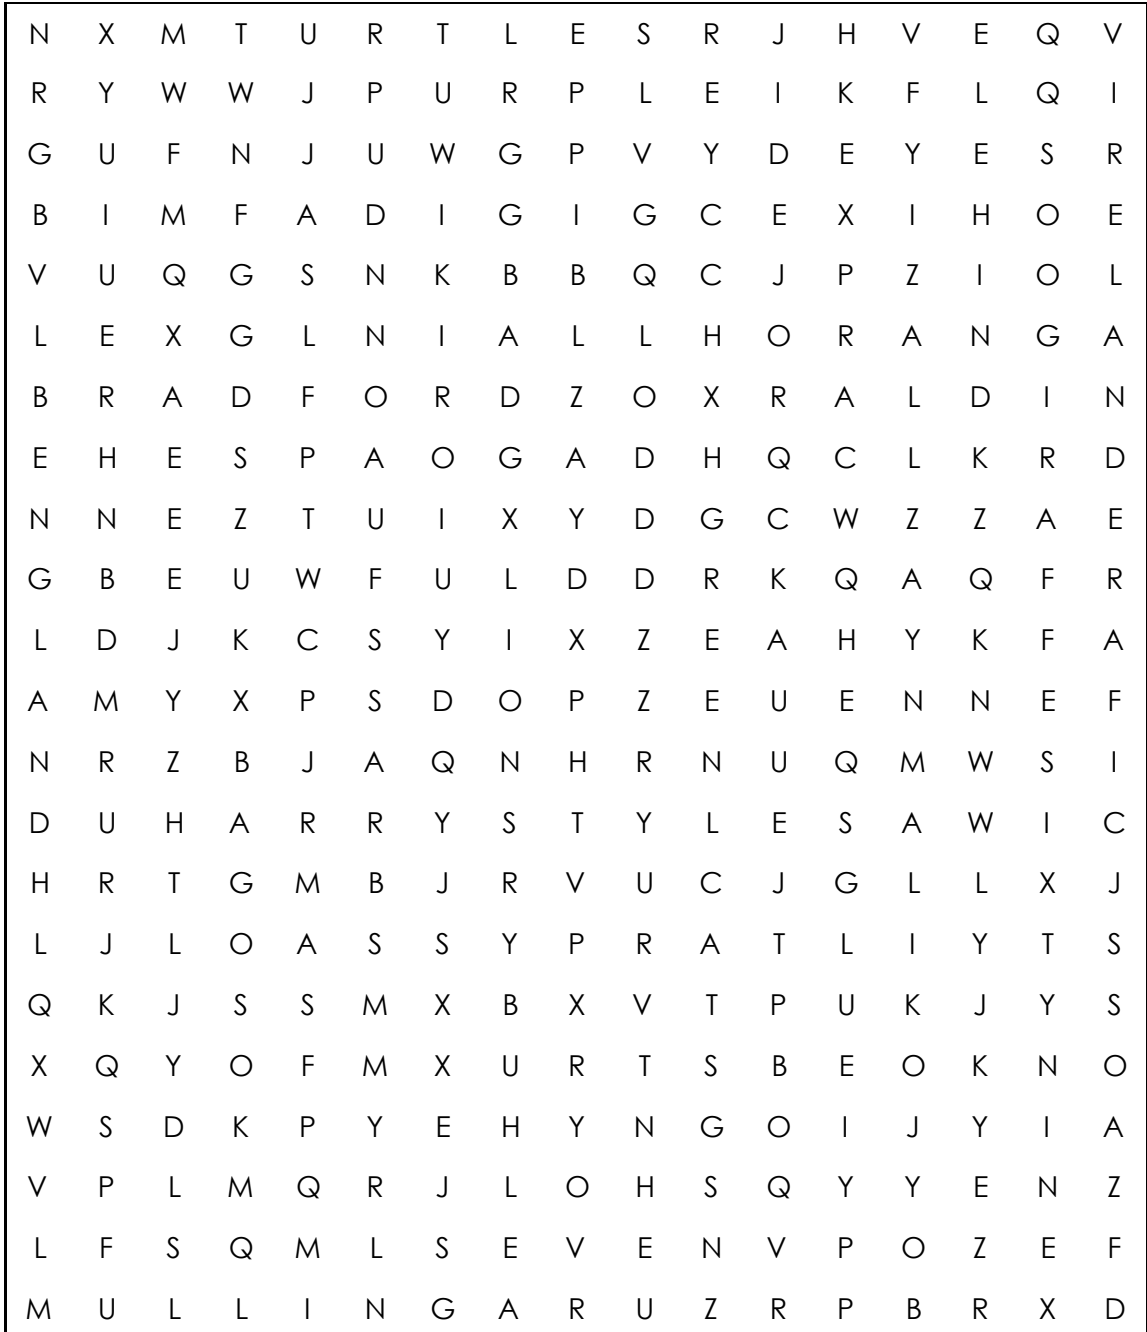 N X M T U R T L E S R J H V E Q V
R Y W W J P U R P L E I K F L Q I
G U F N J U W G P V Y D E Y E S R
B I M F A D I G I G C E X I H O E
V U Q G S N K B B Q C J P Z I O L
L E X G L N I A L L H O R A N G A
B R A D F O R D Z O X R A L D I N
E H E S P A O G A D H Q C L K R D
N N E Z T U I X Y D G C W Z Z A E
G B E U W F U L D D R K Q A Q F R
L D J K C S Y I X Z E A H Y K F A
A M Y X P S D O P Z E U E N N E F
N R Z B J A Q N H R N U Q M W S I
D U H A R R Y S T Y L E S A W I C
H R T G M B J R V U C J G L L X J
L J L O A S S Y P R A T L I Y T S
Q K J S S M X B X V T P U K J Y S
X Q Y O F M X U R T S B E O K N O
W S D K P Y E H Y N G O I J Y I A
V P L M Q R J L O H S Q Y Y E N Z
L F S Q M L S E V E N V P O Z E F
M U L L I N G A R U Z R P B R X D